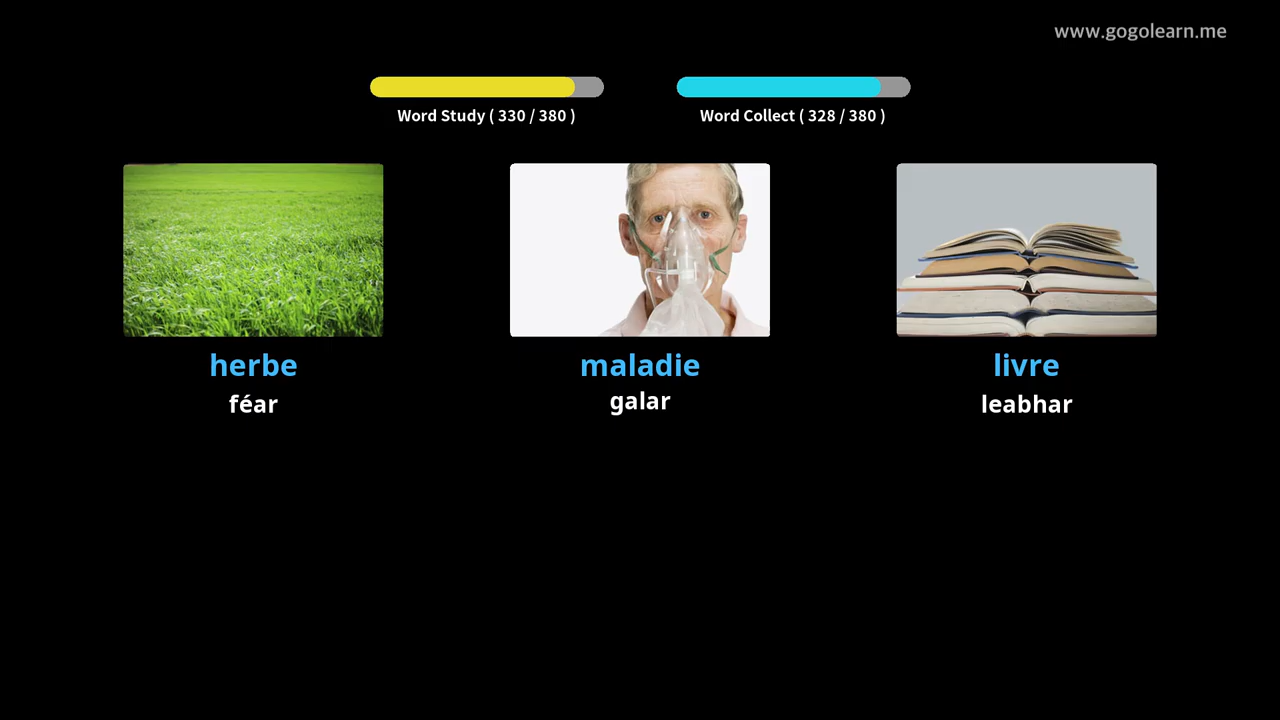 www.gogolearn.me
Word Study ( 330 / 380 )
Word Collect ( 328 / 380 )
herbe
féar
maladie
galar
livre
leabhar